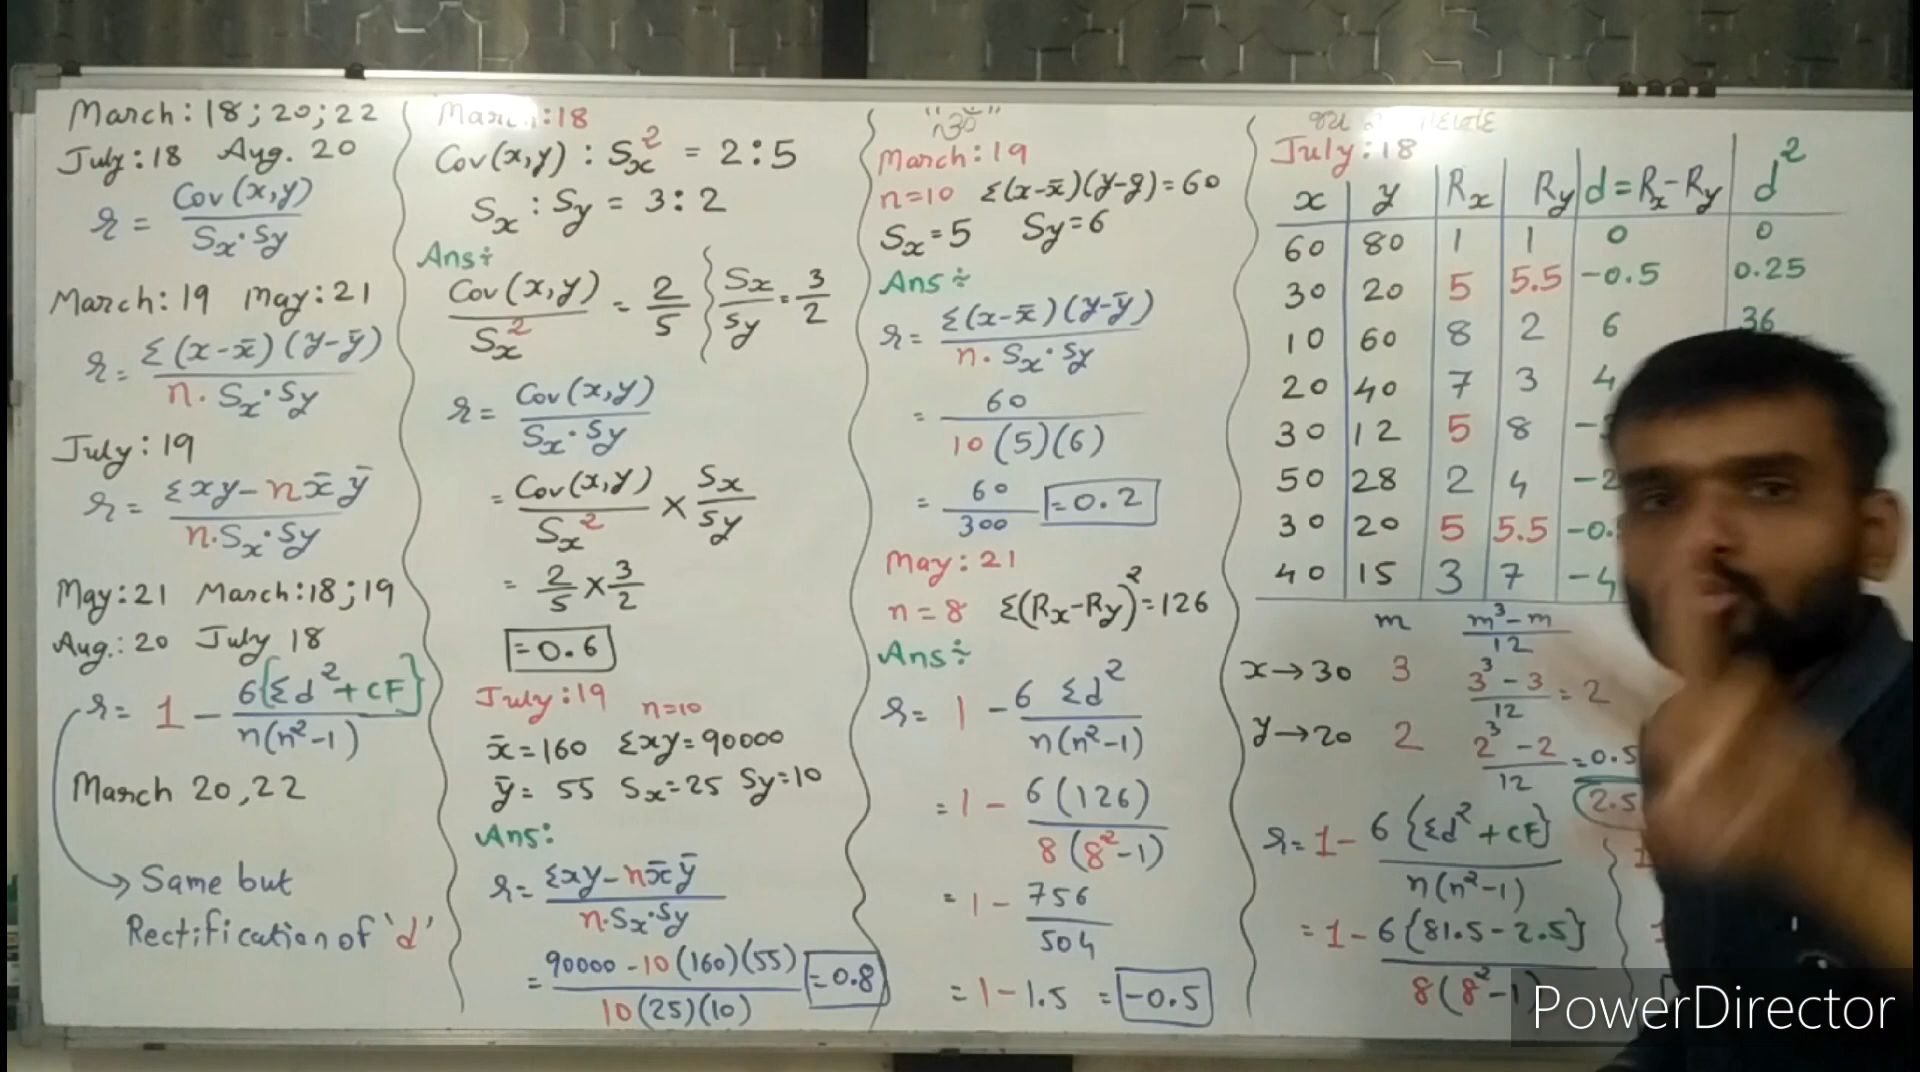 March: 18; 20; 22
July: 18 Aug. 20
r = Cov(x,y) / Sx·Sy
March: 19 May: 21
r = Σ(x-x̄)(y-ȳ) / n·Sx·Sy
July: 19
r = Σxy-nx̄ȳ / n·Sx·Sy
May: 21 March: 18; 19
Aug.: 20 July 18
r = 1 - 6{Σd²+CF} / n(n²-1)
March 20, 22
Same but
Rectification of 'd'
March: 18
Cov(x,y) : Sx² = 2:5
Sx : Sy = 3:2
Ans÷
Cov(x,y) / Sx² = 2/5 } Sx/Sy = 3/2
r = Cov(x,y) / Sx·Sy
= Cov(x,y) / Sx² × Sx/Sy
= 2/5 × 3/2
= 0.6
July: 19 n=10
x̄=160 Σxy=90000
ȳ= 55 Sx=25 Sy=10
Ans:
r = Σxy-nx̄ȳ / n·Sx·Sy
= 90000-10(160)(55) / 10(25)(10) = 0.8
March: 19
n=10 Σ(x-x̄)(y-ȳ)=60
Sx=5 Sy=6
Ans÷
r = Σ(x-x̄)(y-ȳ) / n·Sx·Sy
= 60 / 10(5)(6)
= 60/300 = 0.2
May: 21
n=8 Σ(Rx-Ry)²=126
Ans÷
r = 1 - 6Σd² / n(n²-1)
= 1 - 6(126) / 8(8²-1)
= 1 - 756/504
= 1-1.5 = -0.5
July: 18
x y Rx Ry d=Rx-Ry d²
60 80 1 1 0 0
30 20 5 5.5 -0.5 0.25
10 60 8 2 6 36
20 40 7 3 4
30 12 5 8
50 28 2 4 -2
30 20 5 5.5
40 15 3 7 -4
m m³-m / 12
x→30 3 3³-3 / 12 = 2
y→20 2 2³-2 / 12 = 0.5
2.5
r = 1 - 6{Σd²+CF} / n(n²-1)
= 1 - 6{81.5-2.5} / 8(8²-1)
PowerDirector